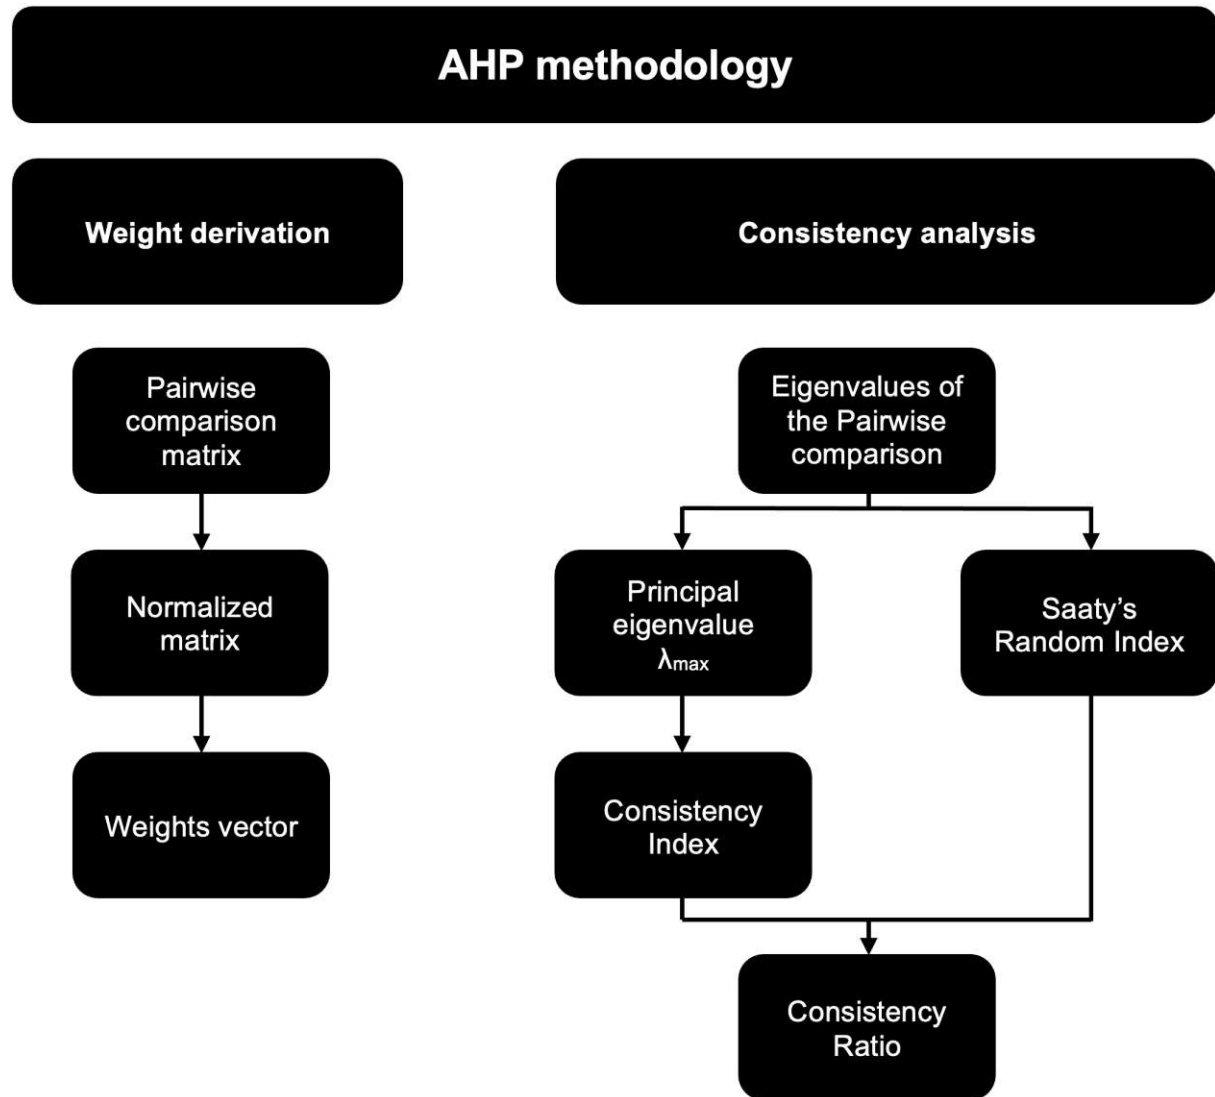 AHP methodology
Weight derivation
Consistency analysis
Pairwise
comparison
matrix
Eigenvalues of
the Pairwise
comparison
Normalized
matrix
Principal
eigenvalue
λmax
Saaty’s
Random Index
Weights vector
Consistency
Index
Consistency
Ratio